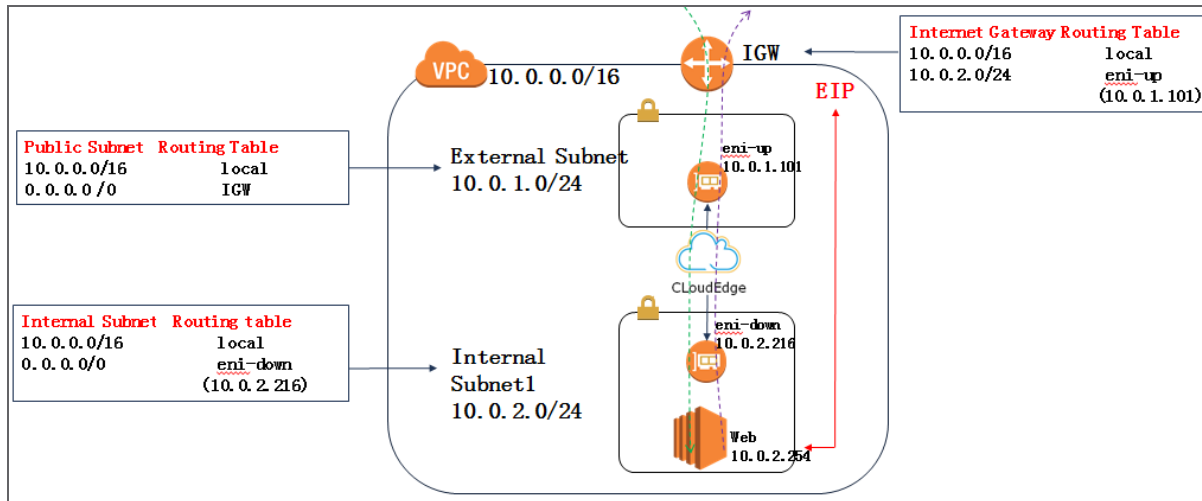 Internet Gateway Routing Table
10.0.0.0/16 local
10.0.2.0/24 eni-up
(10.0.1.101)
IGW
VPC
10.0.0.0/16
EIP
Public Subnet Routing Table
10.0.0.0/16 local
0.0.0.0/0 IGW
External Subnet
10.0.1.0/24
eni-up
10.0.1.101
CLoudEdge
Internal Subnet Routing table
10.0.0.0/16 local
0.0.0.0/0 eni-down
(10.0.2.216)
Internal
Subnet1
10.0.2.0/24
eni-down
10.0.2.216
Web
10.0.2.254